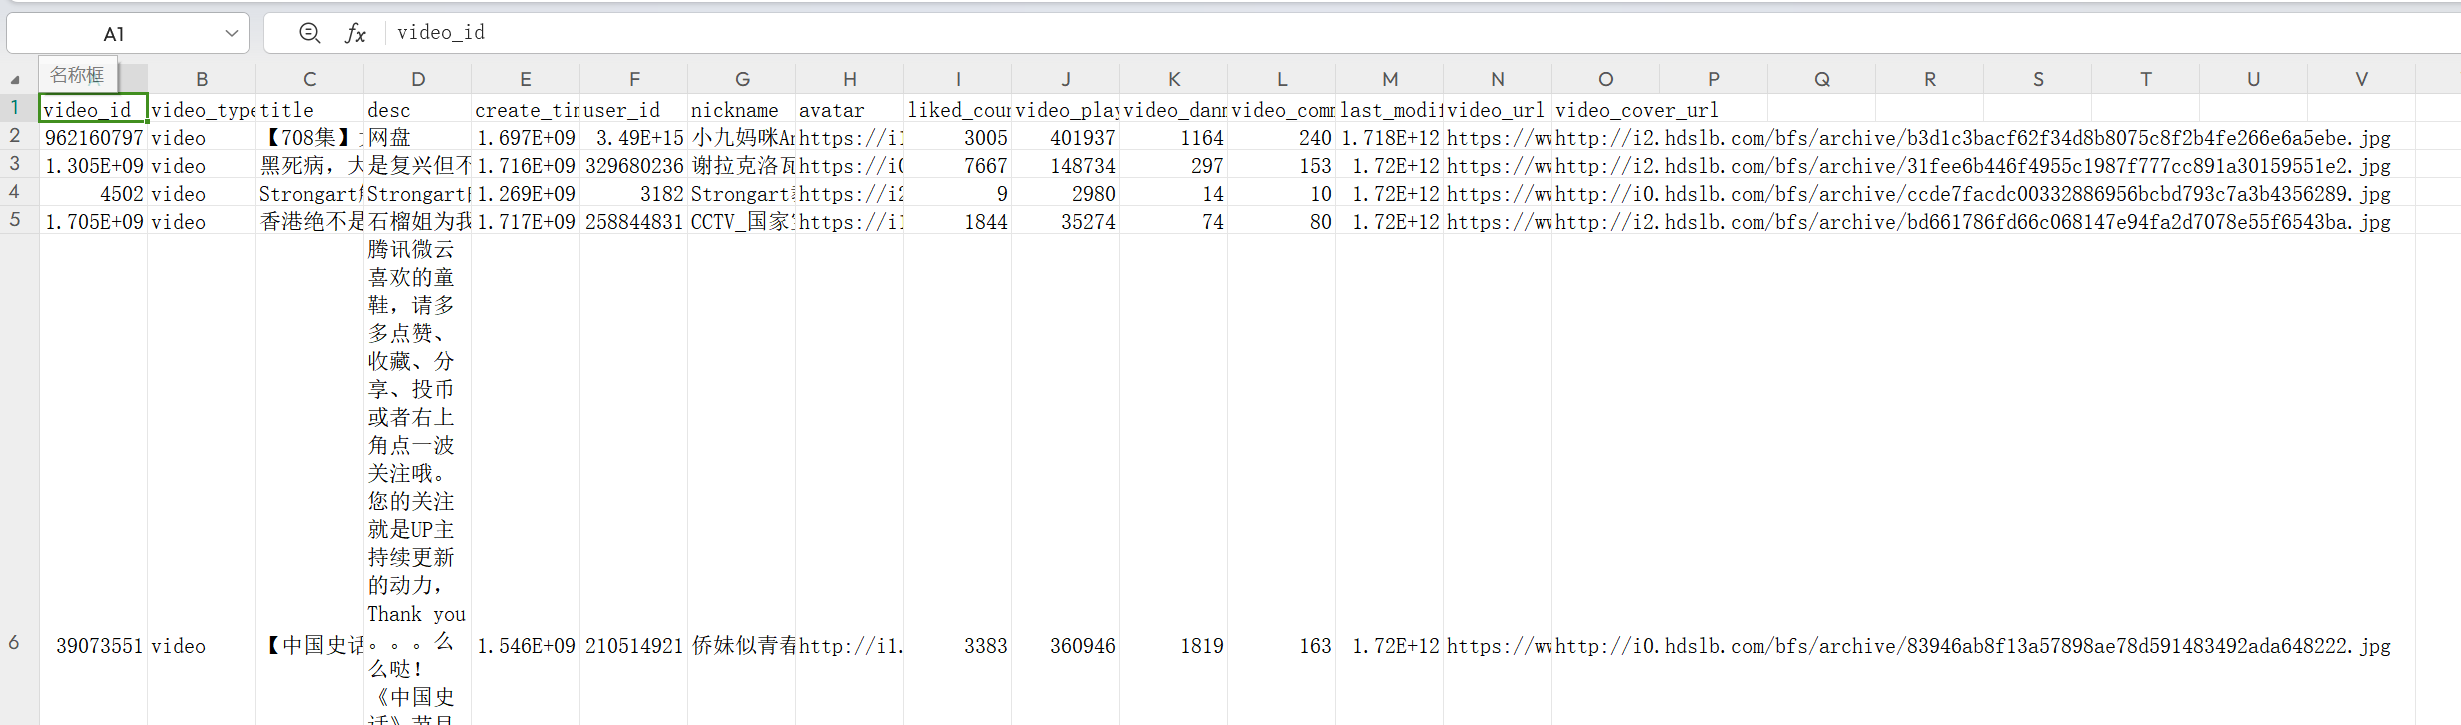 A1 fx video_id
名称框 B C D E F G H I J K L M N O P Q R S T U V
1 video_id video_type title desc create_tim user_id nickname avatar liked_cour video_play video_dann video_comm last_modif video_url video_cover_url
2 962160797 video 【708集】 网盘 1.697E+09 3.49E+15 小九妈咪An https://i1 3005 401937 1164 240 1.718E+12 https://ww http://i2.hdslb.com/bfs/archive/b3d1c3bacf62f34d8b8075c8f2b4fe266e6a5ebe.jpg
3 1.305E+09 video 黑死病，大 是复兴但不 1.716E+09 329680236 谢拉克洛瓦 https://i0 7667 148734 297 153 1.72E+12 https://ww http://i2.hdslb.com/bfs/archive/31fee6b446f4955c1987f777cc891a30159551e2.jpg
4 4502 video Strongart Strongart 1.269E+09 3182 Strongart https://i2 9 2980 14 10 1.72E+12 https://ww http://i0.hdslb.com/bfs/archive/ccde7facdc00332886956bcbd793c7a3b4356289.jpg
5 1.705E+09 video 香港绝不是 石榴姐为我 1.717E+09 258844831 CCTV_国家 https://i1 1844 35274 74 80 1.72E+12 https://ww http://i2.hdslb.com/bfs/archive/bd661786fd66c068147e94fa2d7078e55f6543ba.jpg
腾讯微云
喜欢的童
鞋，请多
多点赞、
收藏、分
享、投币
或者右上
角点一波
关注哦。
您的关注
就是UP主
持续更新
的动力，
Thank you
6 39073551 video 【中国史话 。。。么 1.546E+09 210514921 侨妹似青春 http://i1. 3383 360946 1819 163 1.72E+12 https://ww http://i0.hdslb.com/bfs/archive/83946ab8f13a57898ae78d591483492ada648222.jpg
么哒！
《中国史
话》节目